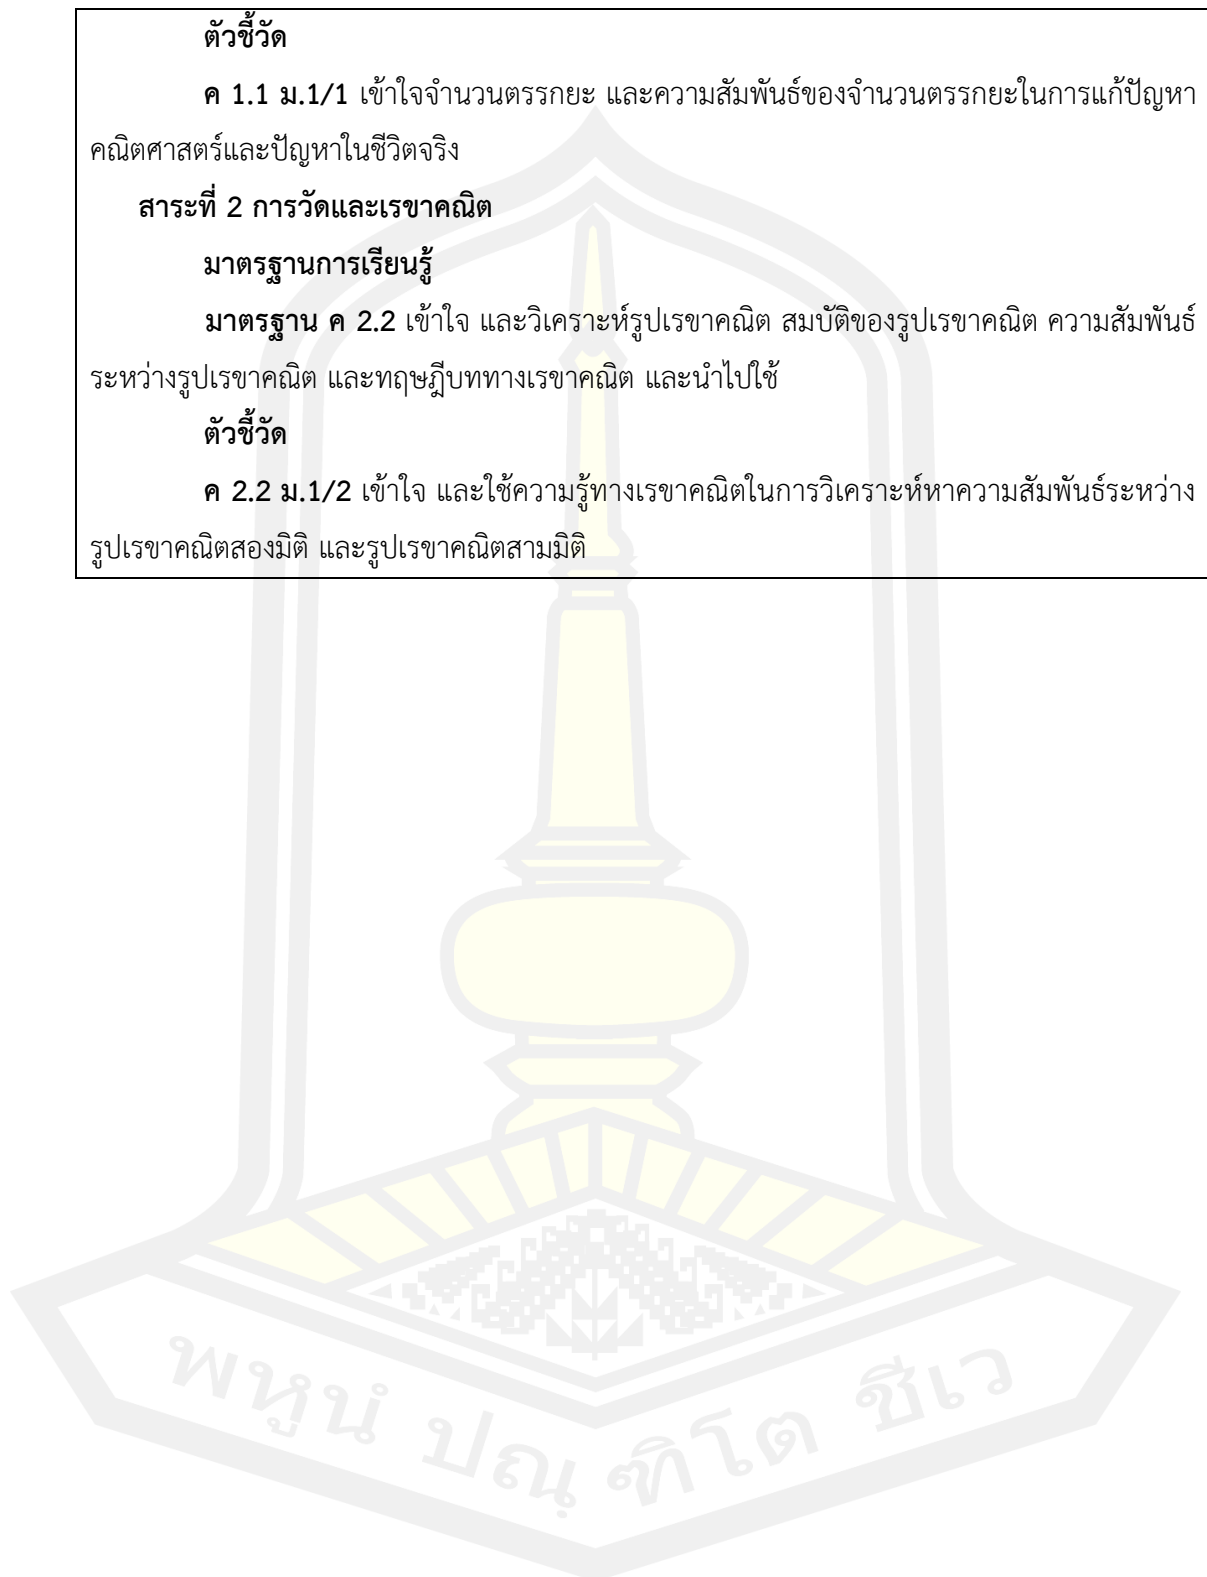 ตัวชี้วัด
ค 1.1 ม.1/1 เข้าใจจำนวนตรรกยะ และความสัมพันธ์ของจำนวนตรรกยะในการแก้ปัญหา
คณิตศาสตร์และปัญหาในชีวิตจริง
สาระที่ 2 การวัดและเรขาคณิต
มาตรฐานการเรียนรู้
มาตรฐาน ค 2.2 เข้าใจ และวิเคราะห์รูปเรขาคณิต สมบัติของรูปเรขาคณิต ความสัมพันธ์
ระหว่างรูปเรขาคณิต และทฤษฎีบททางเรขาคณิต และนำไปใช้
ตัวชี้วัด
ค 2.2 ม.1/2 เข้าใจ และใช้ความรู้ทางเรขาคณิตในการวิเคราะห์หาความสัมพันธ์ระหว่าง
รูปเรขาคณิตสองมิติ และรูปเรขาคณิตสามมิติ
พหูนํ ปณฺฑิโต ชีเว